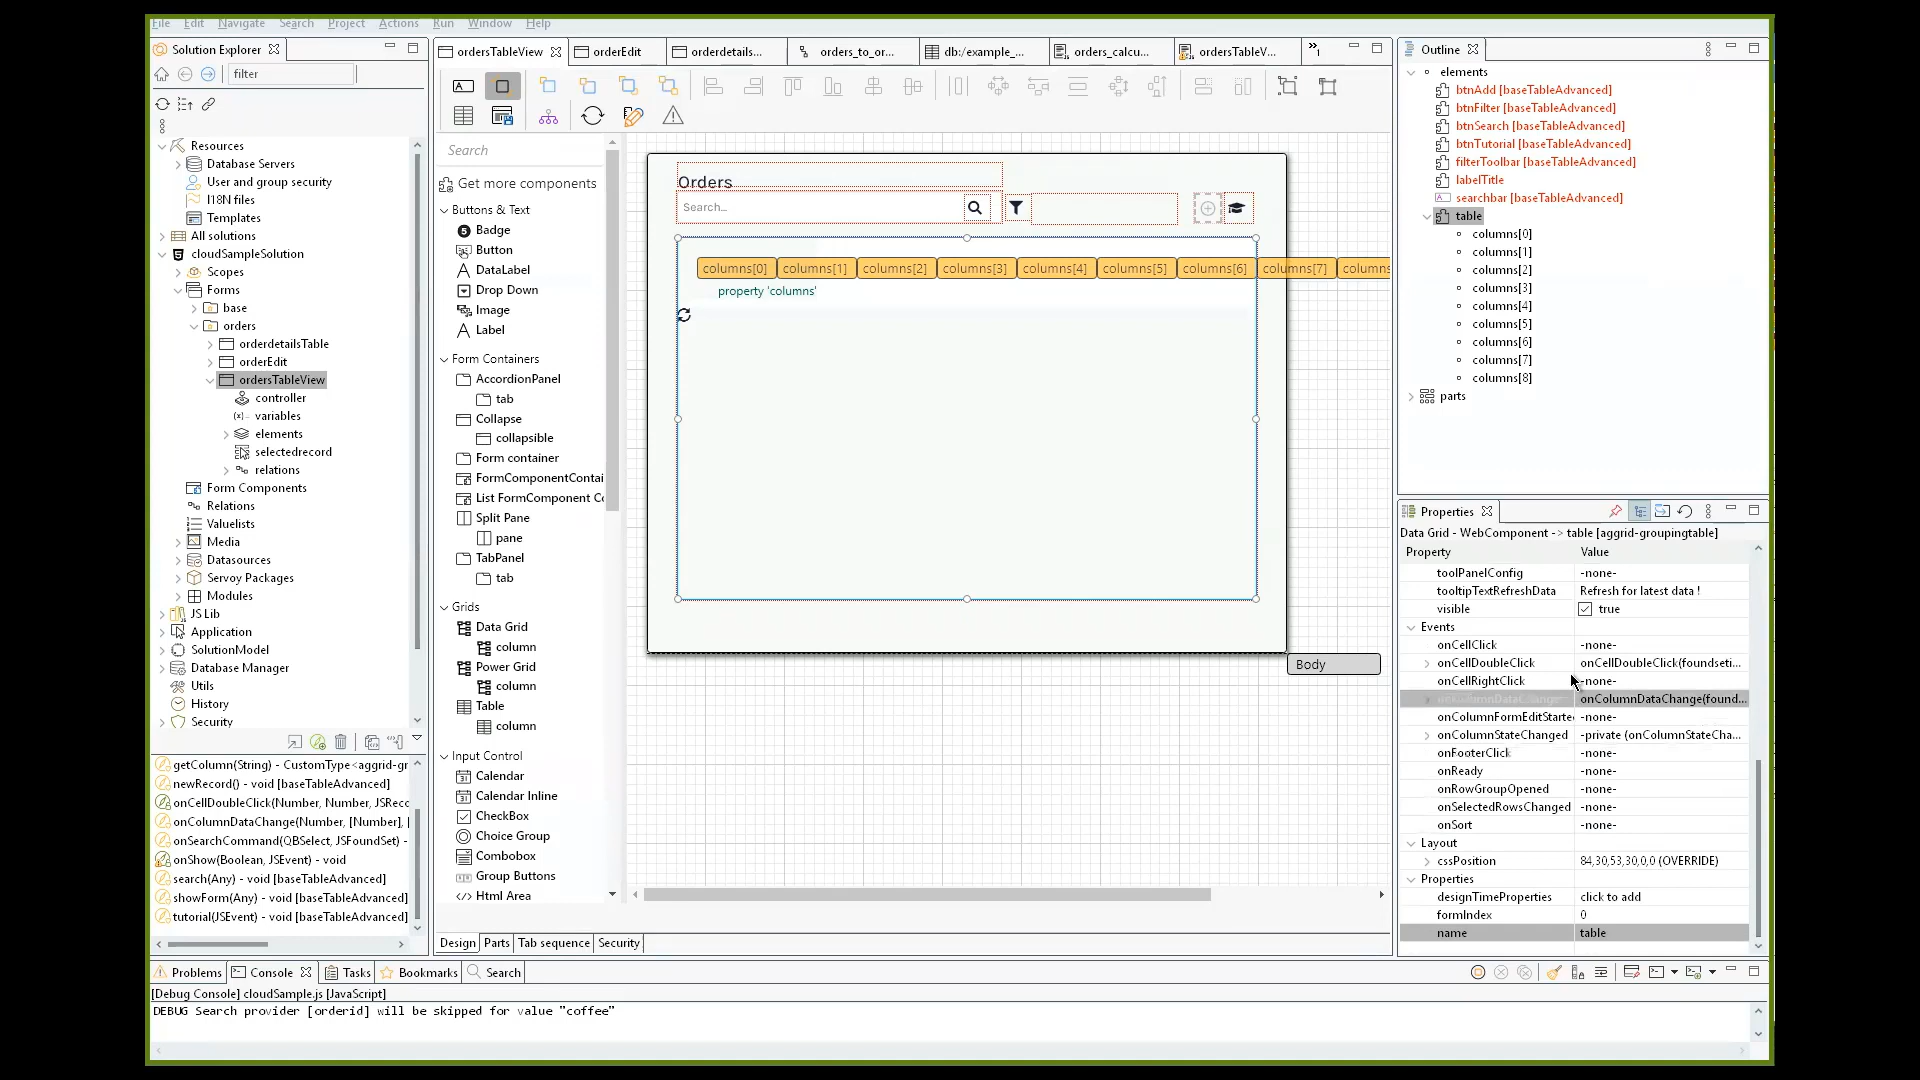 File Edit Navigate Search Project Actions Run Window Help
Solution Explorer
filter
Resources
Database Servers
User and group security
I18N files
Templates
All solutions
cloudSampleSolution
Scopes
Forms
base
orders
orderdetailsTable
orderEdit
ordersTableView
controller
variables
elements
selectedrecord
relations
Form Components
Relations
Valuelists
Media
Datasources
Servoy Packages
Modules
JS Lib
Application
SolutionModel
Database Manager
Utils
History
Security
getColumn(String) - CustomType<aggrid-gr
newRecord() - void [baseTableAdvanced]
onCellDoubleClick(Number, Number, JSReco
onColumnDataChange(Number, [Number], [
onSearchCommand(QBSelect, JSFoundSet) -
onShow(Boolean, JSEvent) - void
search(Any) - void [baseTableAdvanced]
showForm(Any) - void [baseTableAdvanced]
tutorial(JSEvent) - void [baseTableAdvanced]
ordersTableView orderEdit orderdetails... orders_to_or... db:/example_... orders_calcu... ordersTableV... »1
Search
Get more components
Buttons & Text
Badge
Button
DataLabel
Drop Down
Image
Label
Form Containers
AccordionPanel
tab
Collapse
collapsible
Form container
FormComponentContai
List FormComponent Co
Split Pane
pane
TabPanel
tab
Grids
Data Grid
column
Power Grid
column
Table
column
Input Control
Calendar
Calendar Inline
CheckBox
Choice Group
Combobox
Group Buttons
Html Area
Orders
Search...
columns[0] columns[1] columns[2] columns[3] columns[4] columns[5] columns[6] columns[7] columns
property 'columns'
Body
Design Parts Tab sequence Security
Outline
elements
btnAdd [baseTableAdvanced]
btnFilter [baseTableAdvanced]
btnSearch [baseTableAdvanced]
btnTutorial [baseTableAdvanced]
filterToolbar [baseTableAdvanced]
labelTitle
searchbar [baseTableAdvanced]
table
columns[0]
columns[1]
columns[2]
columns[3]
columns[4]
columns[5]
columns[6]
columns[7]
columns[8]
parts
Properties
Data Grid - WebComponent -> table [aggrid-groupingtable]
Property Value
toolPanelConfig -none-
tooltipTextRefreshData Refresh for latest data !
visible true
Events
onCellClick -none-
onCellDoubleClick onCellDoubleClick(foundseti...
onCellRightClick -none-
onColumnDataChange onColumnDataChange(found...
onColumnFormEditStarte -none-
onColumnStateChanged -private (onColumnStateCha...
onFooterClick -none-
onReady -none-
onRowGroupOpened -none-
onSelectedRowsChanged -none-
onSort -none-
Layout
cssPosition 84,30,53,30,0,0 (OVERRIDE)
Properties
designTimeProperties click to add
formIndex 0
name table
Problems Console Tasks Bookmarks Search
[Debug Console] cloudSample.js [JavaScript]
DEBUG Search provider [orderid] will be skipped for value "coffee"